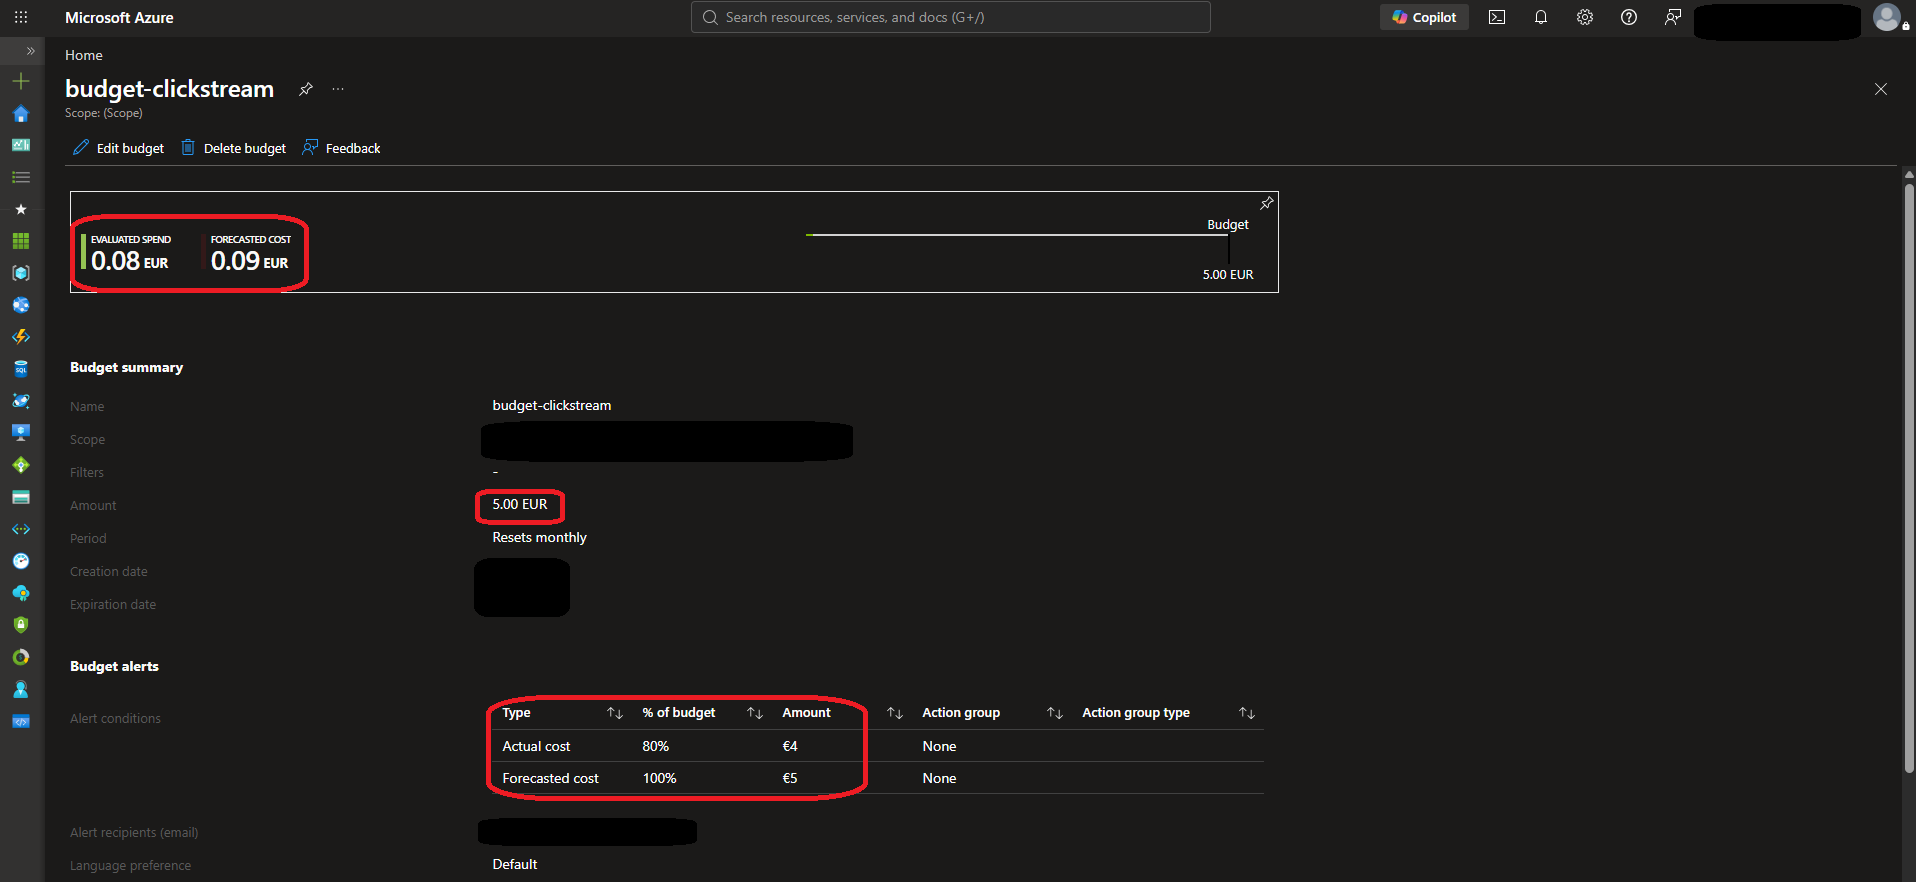 Microsoft Azure
Search resources, services, and docs (G+/)
Copilot
Home
budget-clickstream
Scope: (Scope)
Edit budget
Delete budget
Feedback
EVALUATED SPEND
0.08 EUR
FORECASTED COST
0.09 EUR
Budget
5.00 EUR
Budget summary
Name budget-clickstream
Scope
Filters -
Amount 5.00 EUR
Period Resets monthly
Creation date
Expiration date
Budget alerts
Alert conditions
Type % of budget Amount Action group Action group type
Actual cost 80% €4 None
Forecasted cost 100% €5 None
Alert recipients (email)
Language preference Default